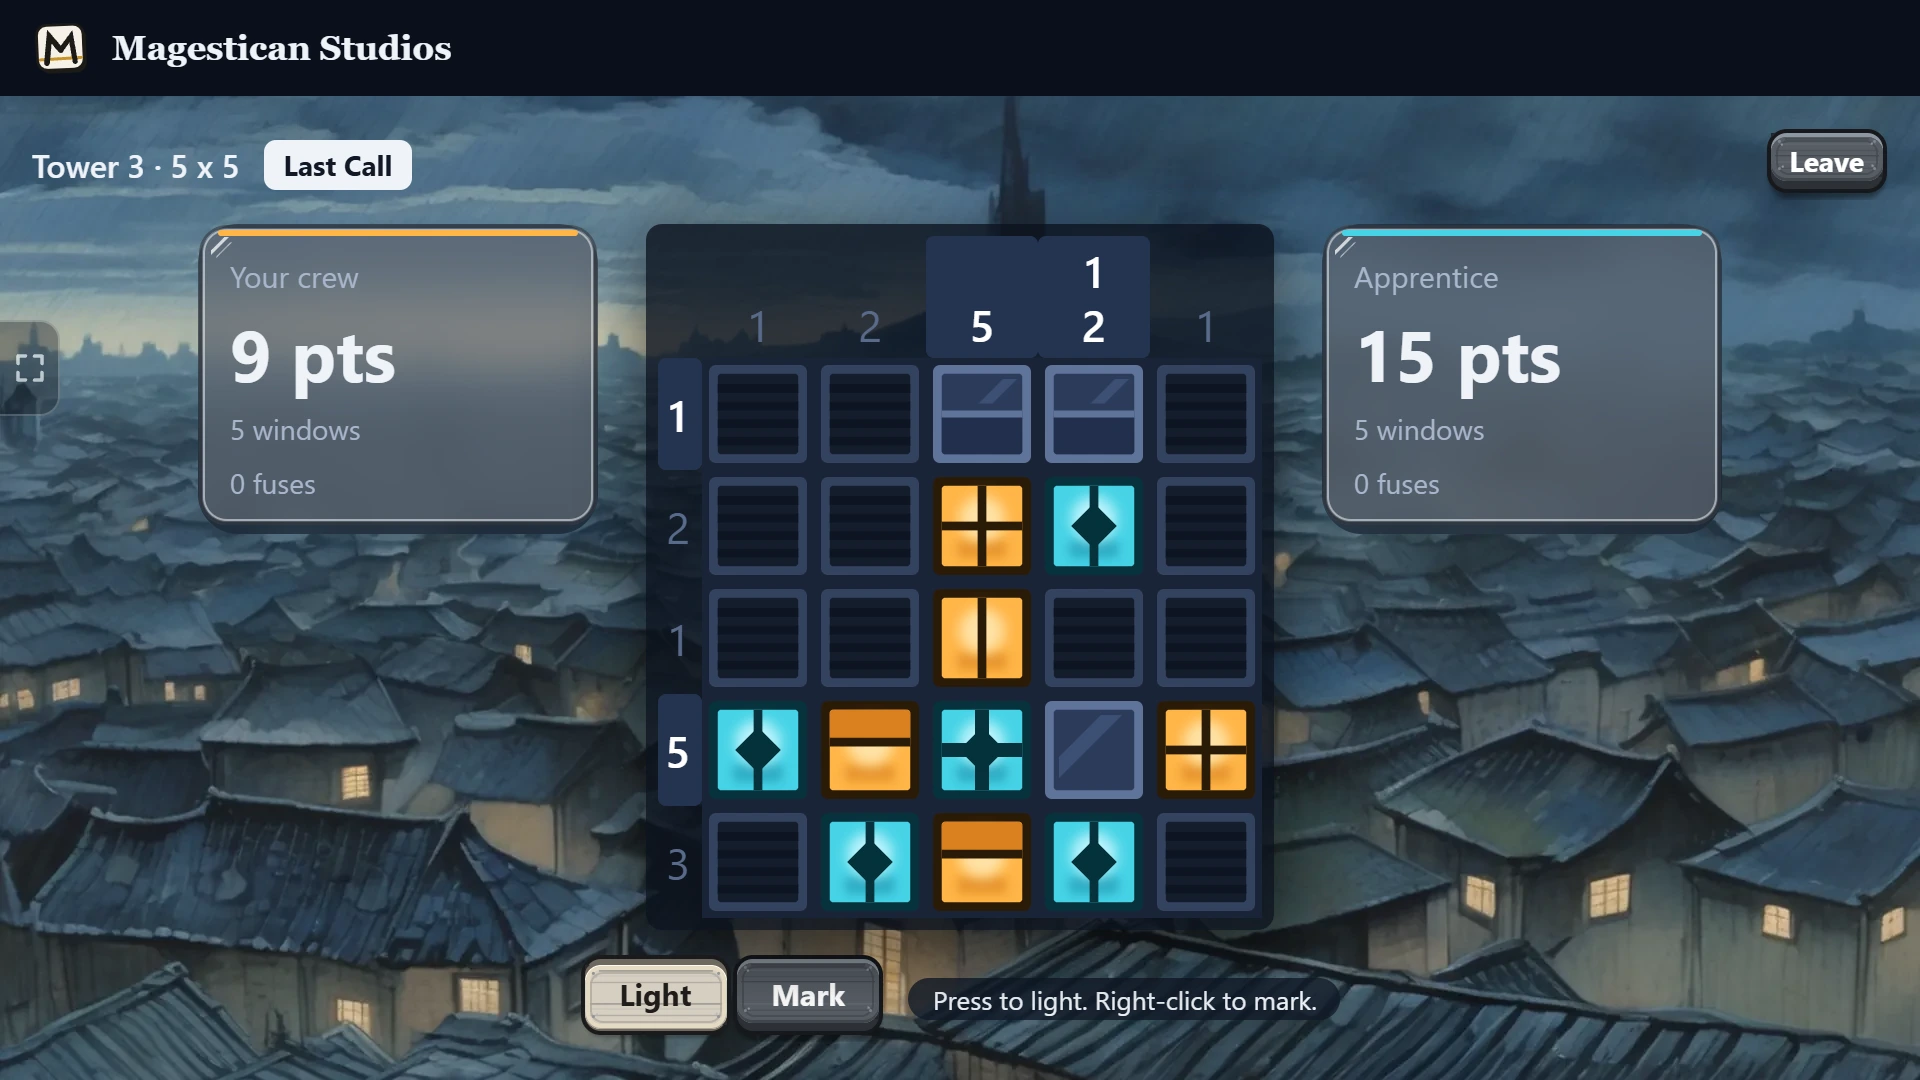 M Magestican Studios
Tower 3 · 5 x 5 Last Call
Leave
Your crew
9 pts
5 windows
0 fuses
Apprentice
15 pts
5 windows
0 fuses
1
1 2 5 2 1
1
2
1
5
3
Light Mark Press to light. Right-click to mark.